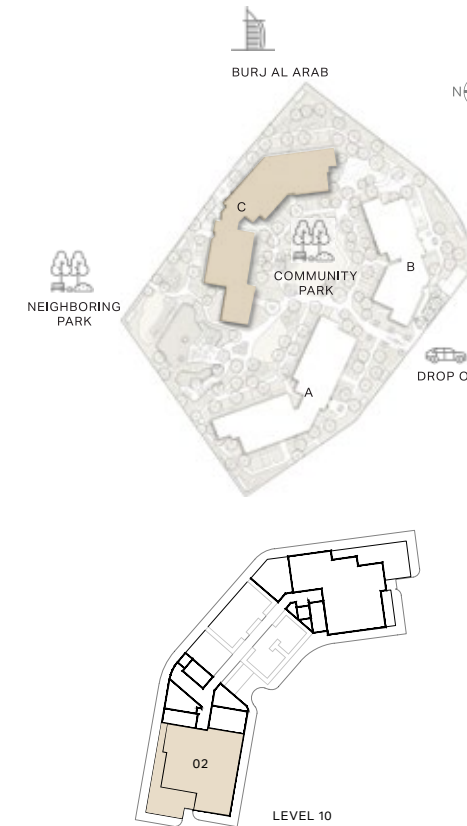 BURJ AL ARAB
N
C
B
COMMUNITY
PARK
NEIGHBORING
PARK
DROP O
A
02
LEVEL 10